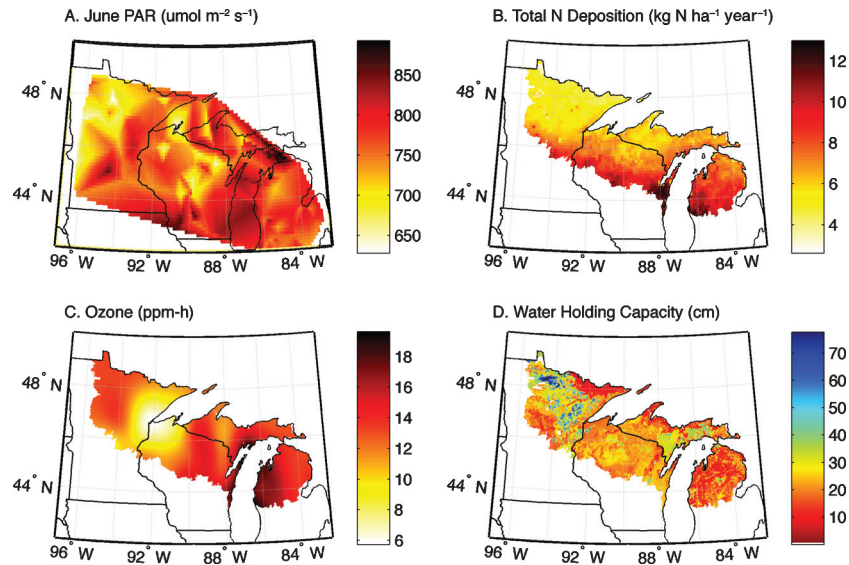 A. June PAR (umol m⁻² s⁻¹)
48° N
44° N
96° W
92° W
88° W
84° W
850
800
750
700
650
B. Total N Deposition (kg N ha⁻¹ year⁻¹)
48° N
44° N
96° W
92° W
88° W
84° W
12
10
8
6
4
C. Ozone (ppm-h)
48° N
44° N
96° W
92° W
88° W
84° W
18
16
14
12
10
8
6
D. Water Holding Capacity (cm)
48° N
44° N
96° W
92° W
88° W
84° W
70
60
50
40
30
20
10
0